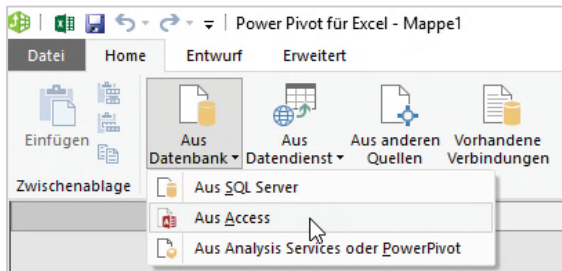 Power Pivot für Excel - Mappe1
Datei Home Entwurf Erweitert
Einfügen
Zwischenablage
Aus Datenbank
Aus Datendienst
Aus anderen Quellen
Vorhandene Verbindungen
Aus SQL Server
Aus Access
Aus Analysis Services oder PowerPivot